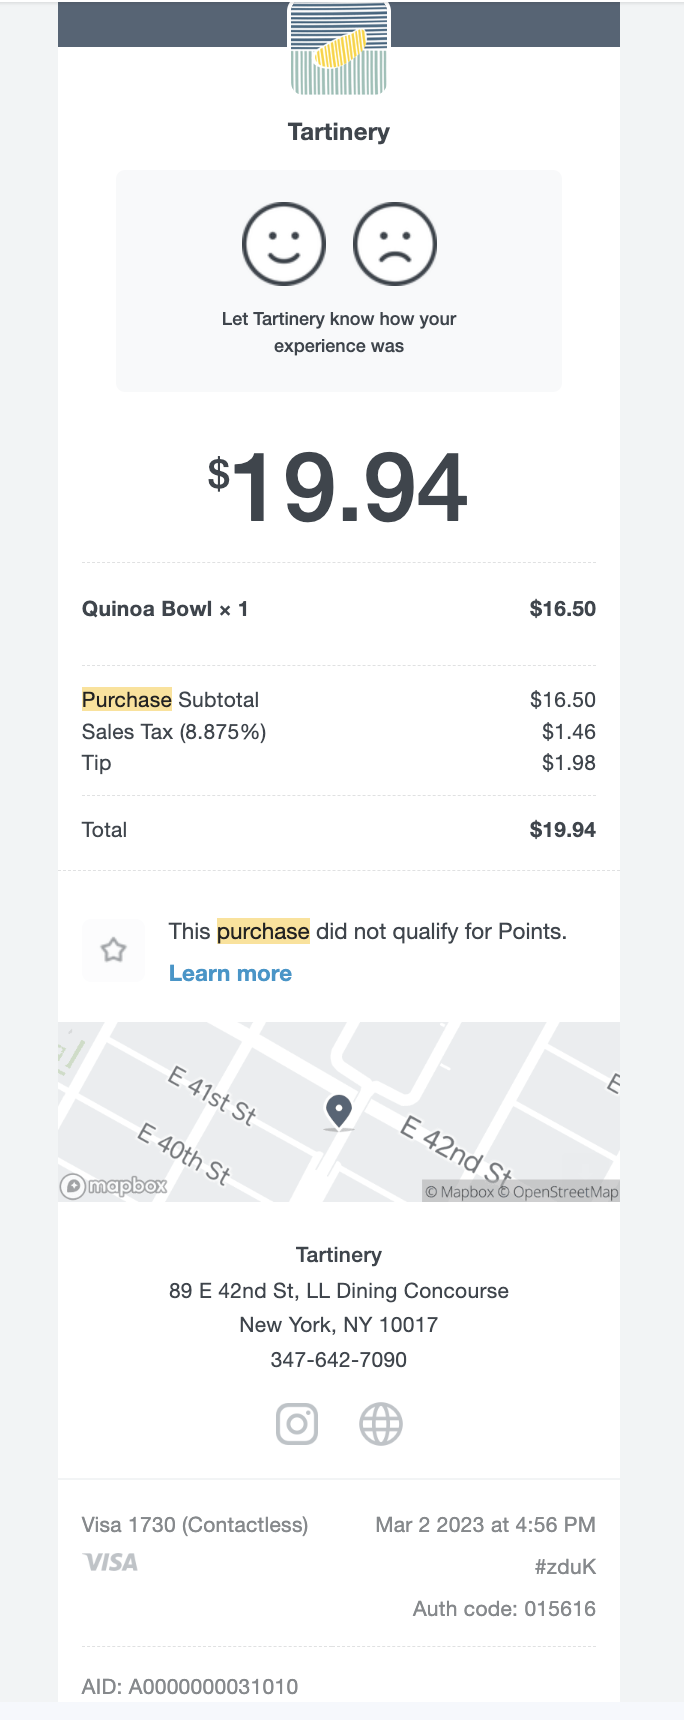 Tartinery
Let Tartinery know how your
experience was
$19.94
Quinoa Bowl × 1 $16.50
Purchase Subtotal $16.50
Sales Tax (8.875%) $1.46
Tip $1.98
Total $19.94
This purchase did not qualify for Points.
Learn more
E 41st St
E 40th St
E 42nd St
E
mapbox
© Mapbox © OpenStreetMap
Tartinery
89 E 42nd St, LL Dining Concourse
New York, NY 10017
347-642-7090
Visa 1730 (Contactless) Mar 2 2023 at 4:56 PM
VISA #zduK
Auth code: 015616
AID: A0000000031010